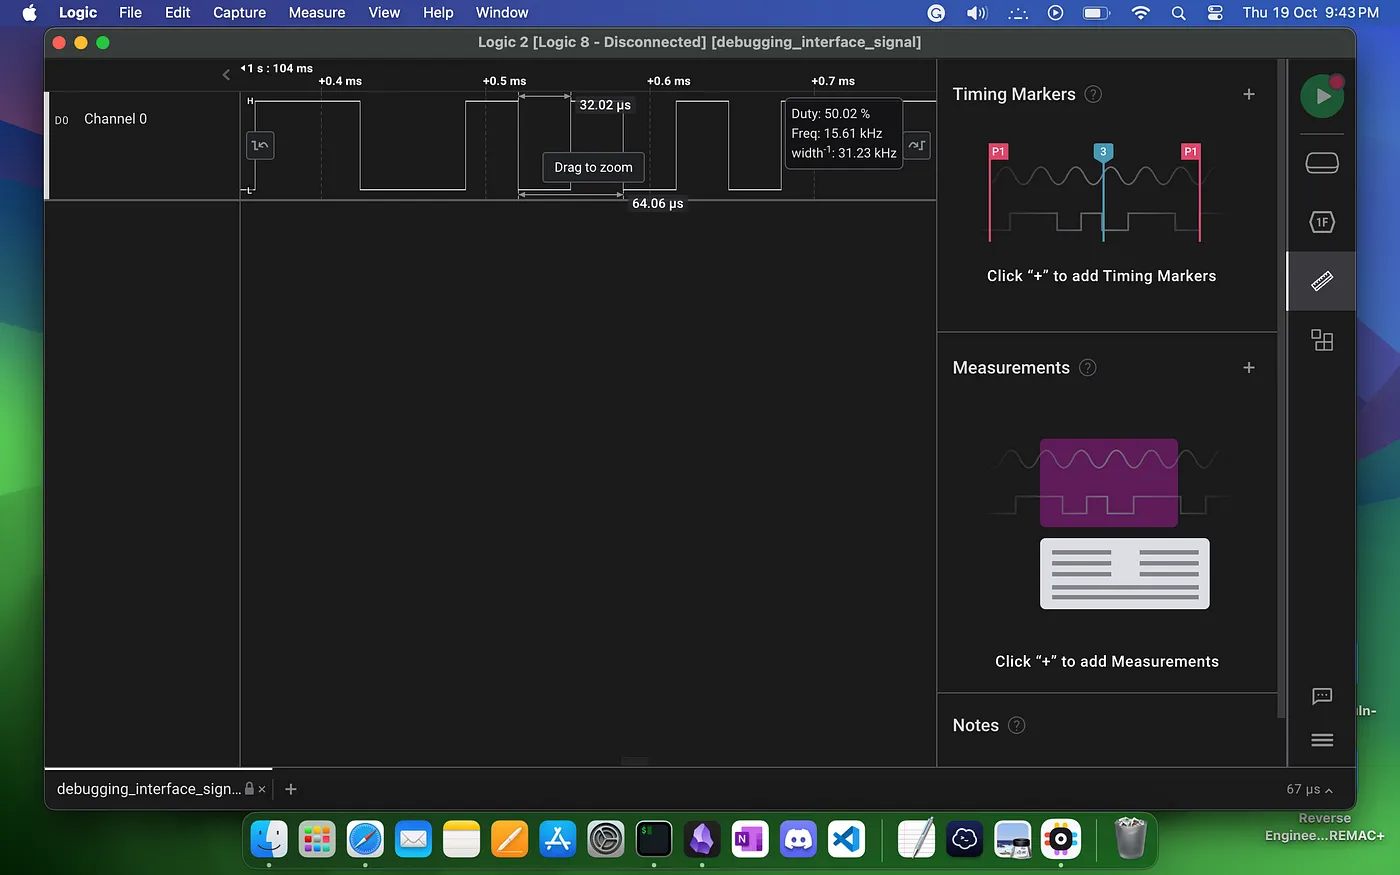 Logic File Edit Capture Measure View Help Window
Thu 19 Oct 9:43 PM
Logic 2 [Logic 8 - Disconnected] [debugging_interface_signal]
1 s : 104 ms
+0.4 ms +0.5 ms +0.6 ms +0.7 ms
D0 Channel 0
H
L
32.02 µs
Drag to zoom
64.06 µs
Duty: 50.02 %
Freq: 15.61 kHz
width-1: 31.23 kHz
Timing Markers ?
+
P1 3 P1
Click “+” to add Timing Markers
Measurements ?
+
Click “+” to add Measurements
Notes ?
1F
debugging_interface_sign... × +
67 µs
In-
Reverse
Enginee...REMAC+
$
N